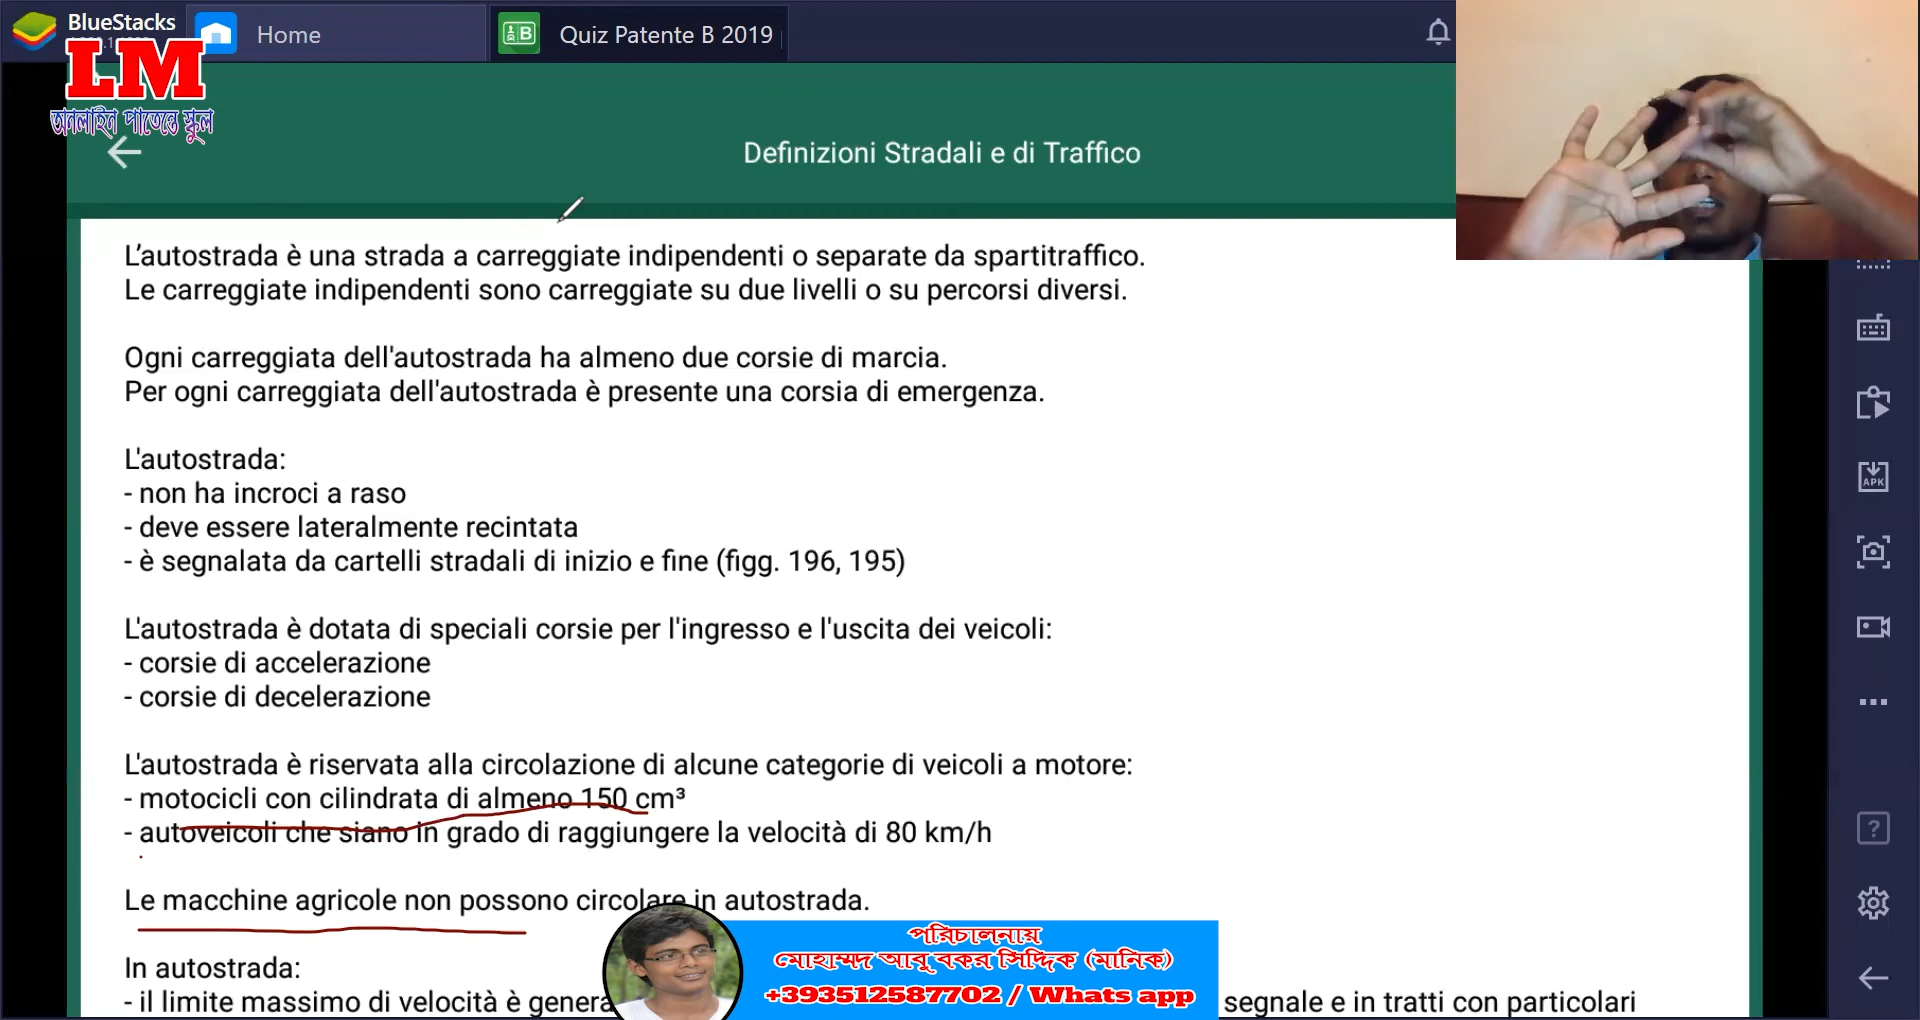 BlueStacks
Home
Quiz Patente B 2019
LM
অনলাইন পাতেন্তে স্কুল
Definizioni Stradali e di Traffico
L’autostrada è una strada a carreggiate indipendenti o separate da spartitraffico.
Le carreggiate indipendenti sono carreggiate su due livelli o su percorsi diversi.
Ogni carreggiata dell'autostrada ha almeno due corsie di marcia.
Per ogni carreggiata dell'autostrada è presente una corsia di emergenza.
L'autostrada:
- non ha incroci a raso
- deve essere lateralmente recintata
- è segnalata da cartelli stradali di inizio e fine (figg. 196, 195)
L'autostrada è dotata di speciali corsie per l'ingresso e l'uscita dei veicoli:
- corsie di accelerazione
- corsie di decelerazione
L'autostrada è riservata alla circolazione di alcune categorie di veicoli a motore:
- motocicli con cilindrata di almeno 150 cm³
- autoveicoli che siano in grado di raggiungere la velocità di 80 km/h
Le macchine agricole non possono circolare in autostrada.
In autostrada:
- il limite massimo di velocità è segnale e in tratti con particolari
পরিচালনায়
মোহাম্মদ আবু বকর সিদ্দিক (মানিক)
+393512587702 / Whats app
APK